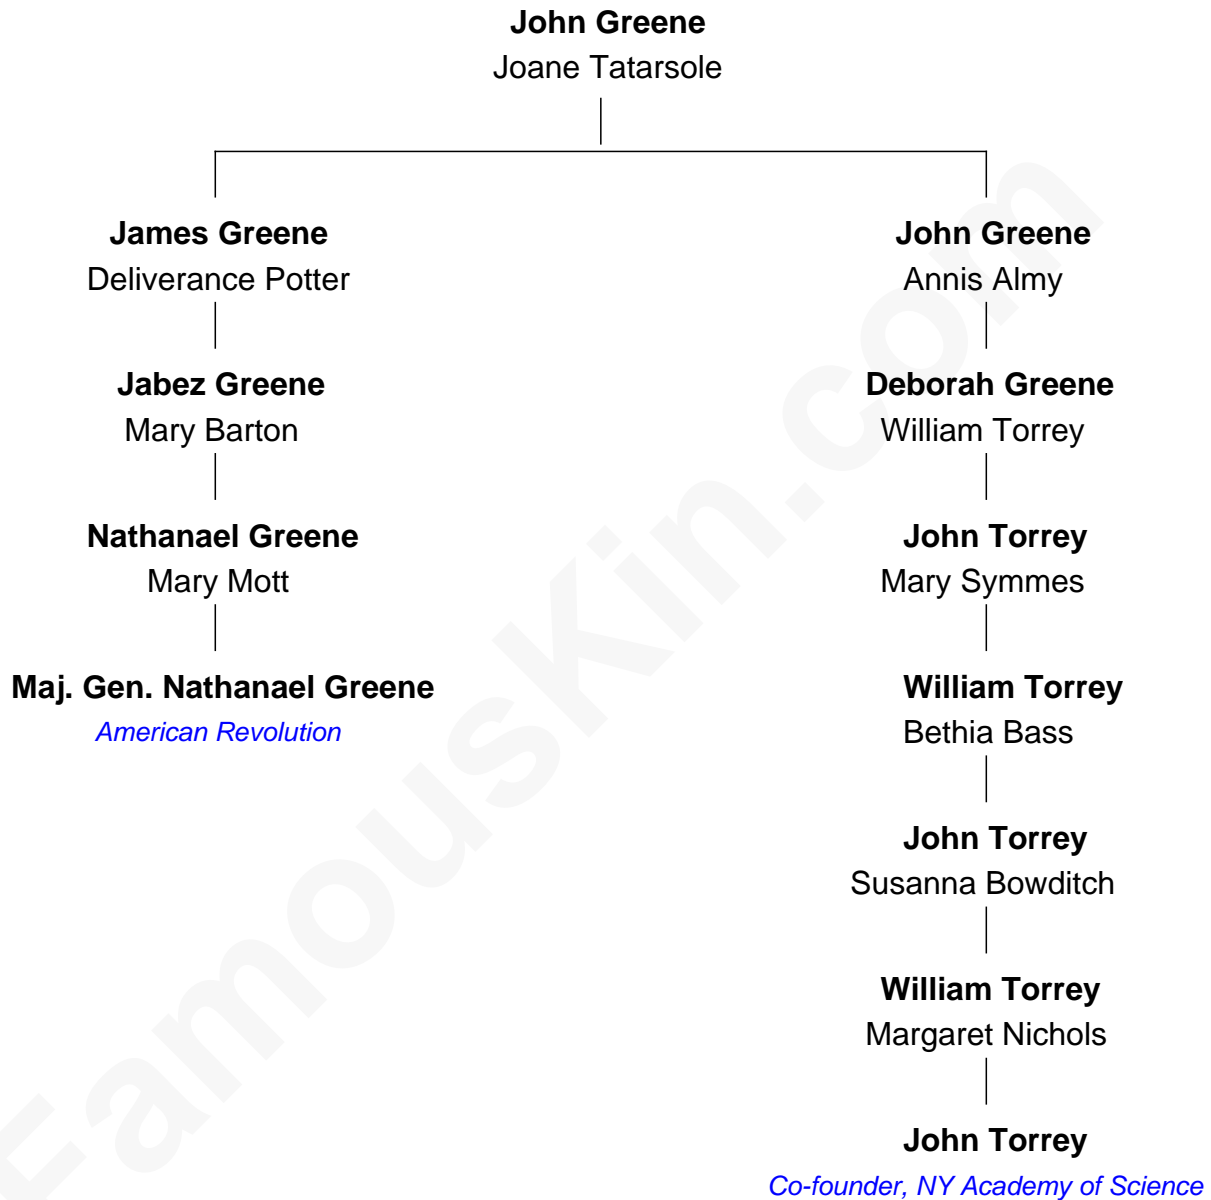 John Greene
Joane Tatarsole
James Greene
Deliverance Potter
Jabez Greene
Mary Barton
Nathanael Greene
Mary Mott
Maj. Gen. Nathanael Greene
American Revolution
John Greene
Annis Almy
Deborah Greene
William Torrey
John Torrey
Mary Symmes
William Torrey
Bethia Bass
John Torrey
Susanna Bowditch
William Torrey
Margaret Nichols
John Torrey
Co-founder, NY Academy of Science
FamousKin.com